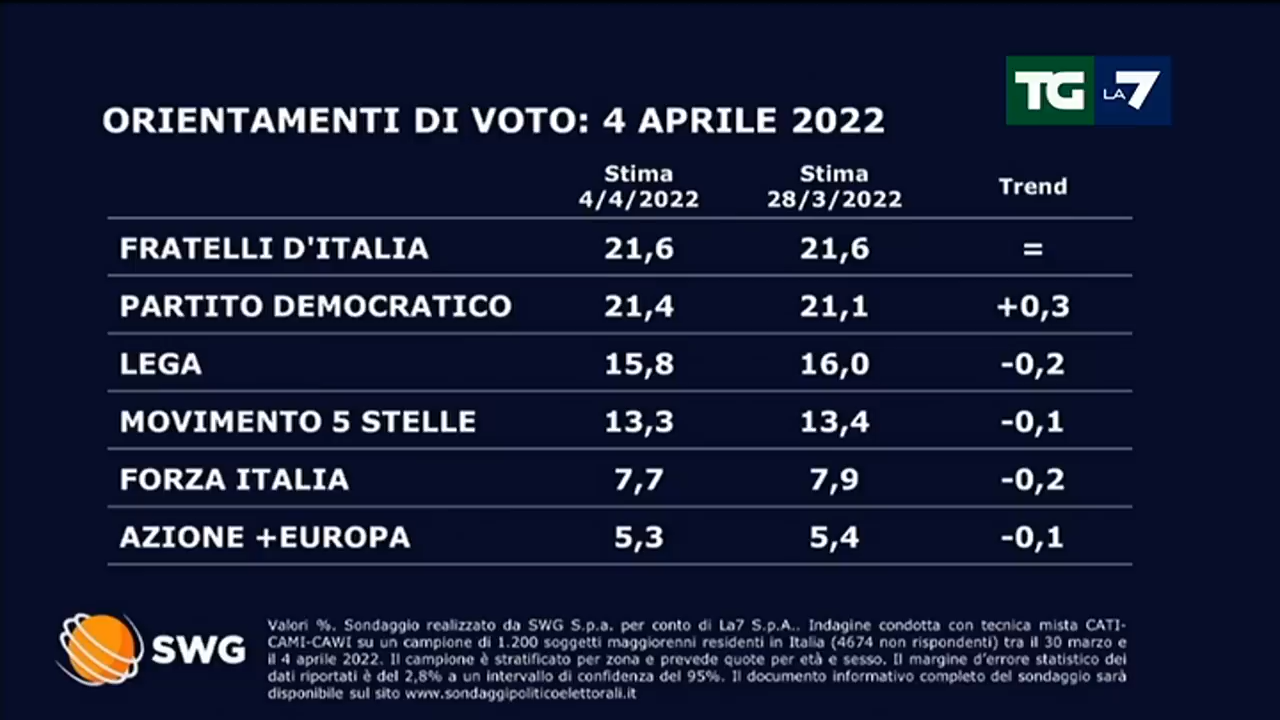 TG LA 7
ORIENTAMENTI DI VOTO: 4 APRILE 2022
Stima 4/4/2022 Stima 28/3/2022 Trend
FRATELLI D'ITALIA 21,6 21,6 =
PARTITO DEMOCRATICO 21,4 21,1 +0,3
LEGA 15,8 16,0 -0,2
MOVIMENTO 5 STELLE 13,3 13,4 -0,1
FORZA ITALIA 7,7 7,9 -0,2
AZIONE +EUROPA 5,3 5,4 -0,1
SWG
Valori %. Sondaggio realizzato da SWG S.p.a. per conto di La7 S.p.A.. Indagine condotta con tecnica mista CATI-
CAMI-CAWI su un campione di 1.200 soggetti maggiorenni residenti in Italia (4674 non rispondenti) tra il 30 marzo e
il 4 aprile 2022. Il campione è stratificato per zona e prevede quote per età e sesso. Il margine d'errore statistico dei
dati riportati è del 2,8% a un intervallo di confidenza del 95%. Il documento informativo completo del sondaggio sarà
disponibile sul sito www.sondaggipoliticoelettorali.it